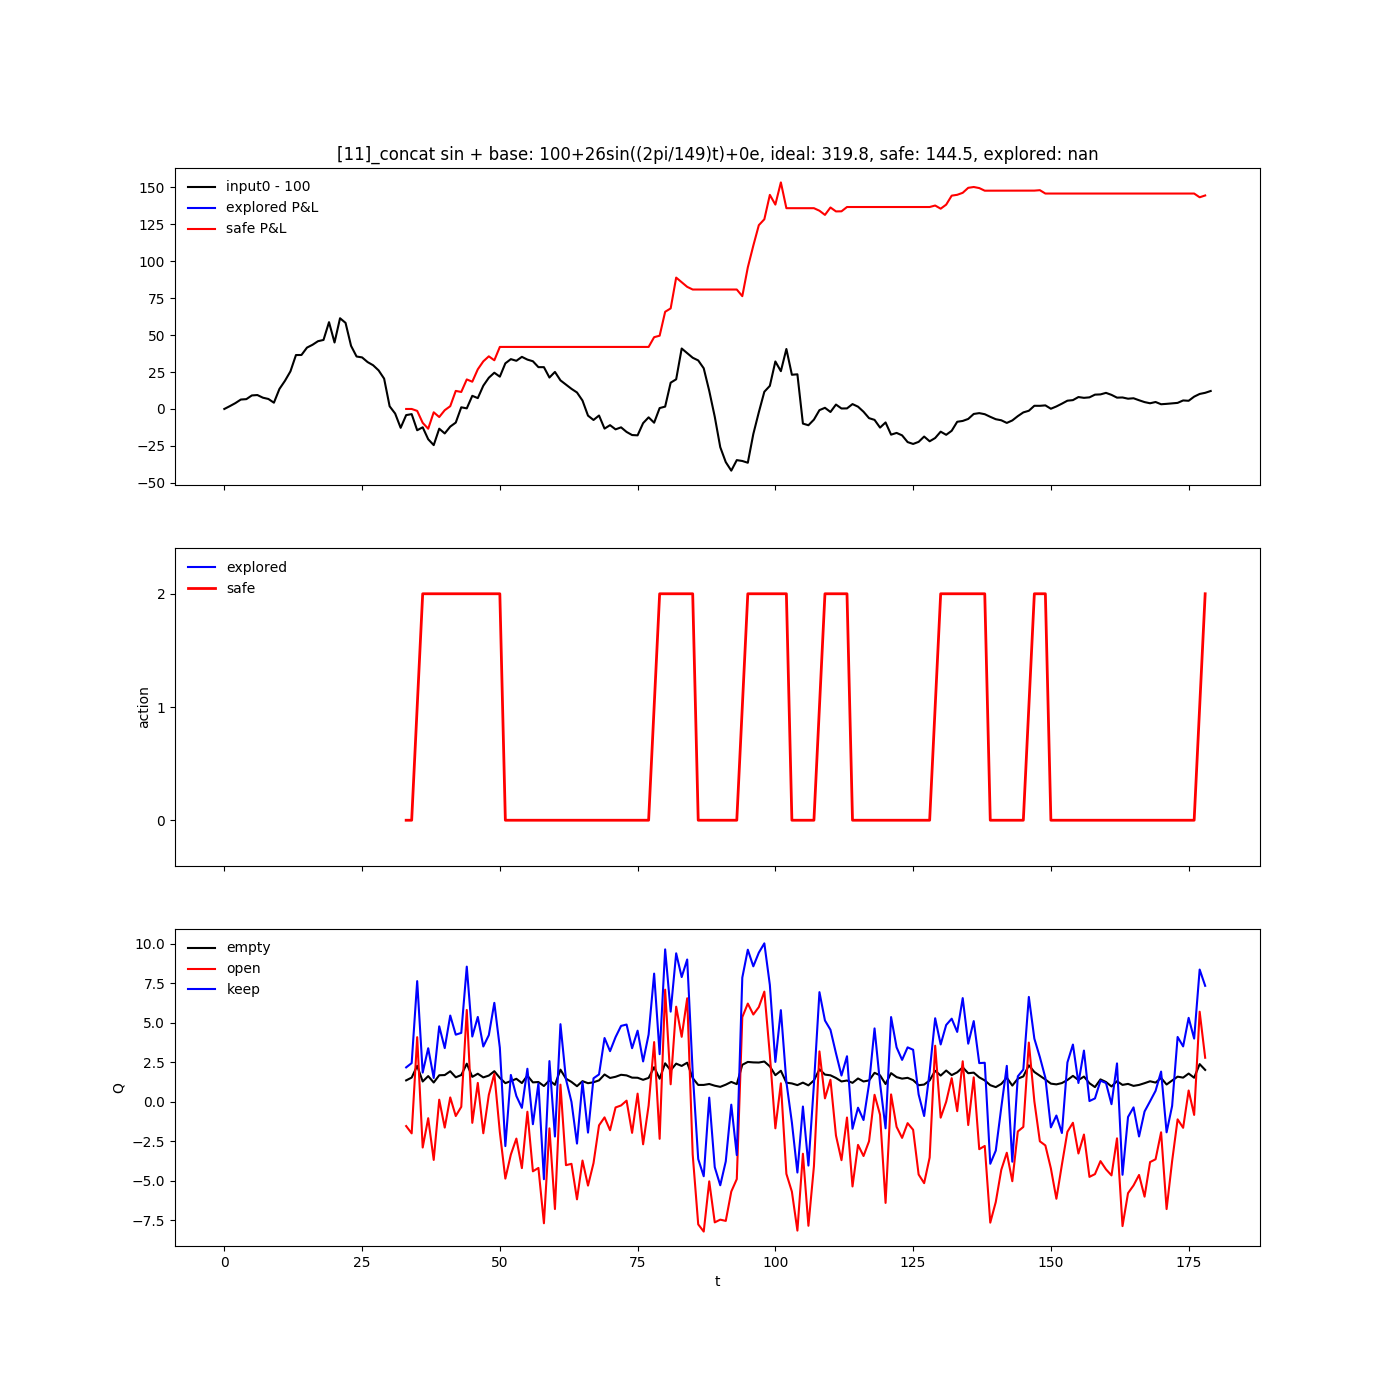 [11]_concat sin + base: 100+26sin((2pi/149)t)+0e, ideal: 319.8, safe: 144.5, explored: nan
150
125
100
75
50
25
0
−25
−50
input0 - 100
explored P&L
safe P&L
action
2
1
0
explored
safe
Q
10.0
7.5
5.0
2.5
0.0
−2.5
−5.0
−7.5
empty
open
keep
0 25 50 75 100 125 150 175
t